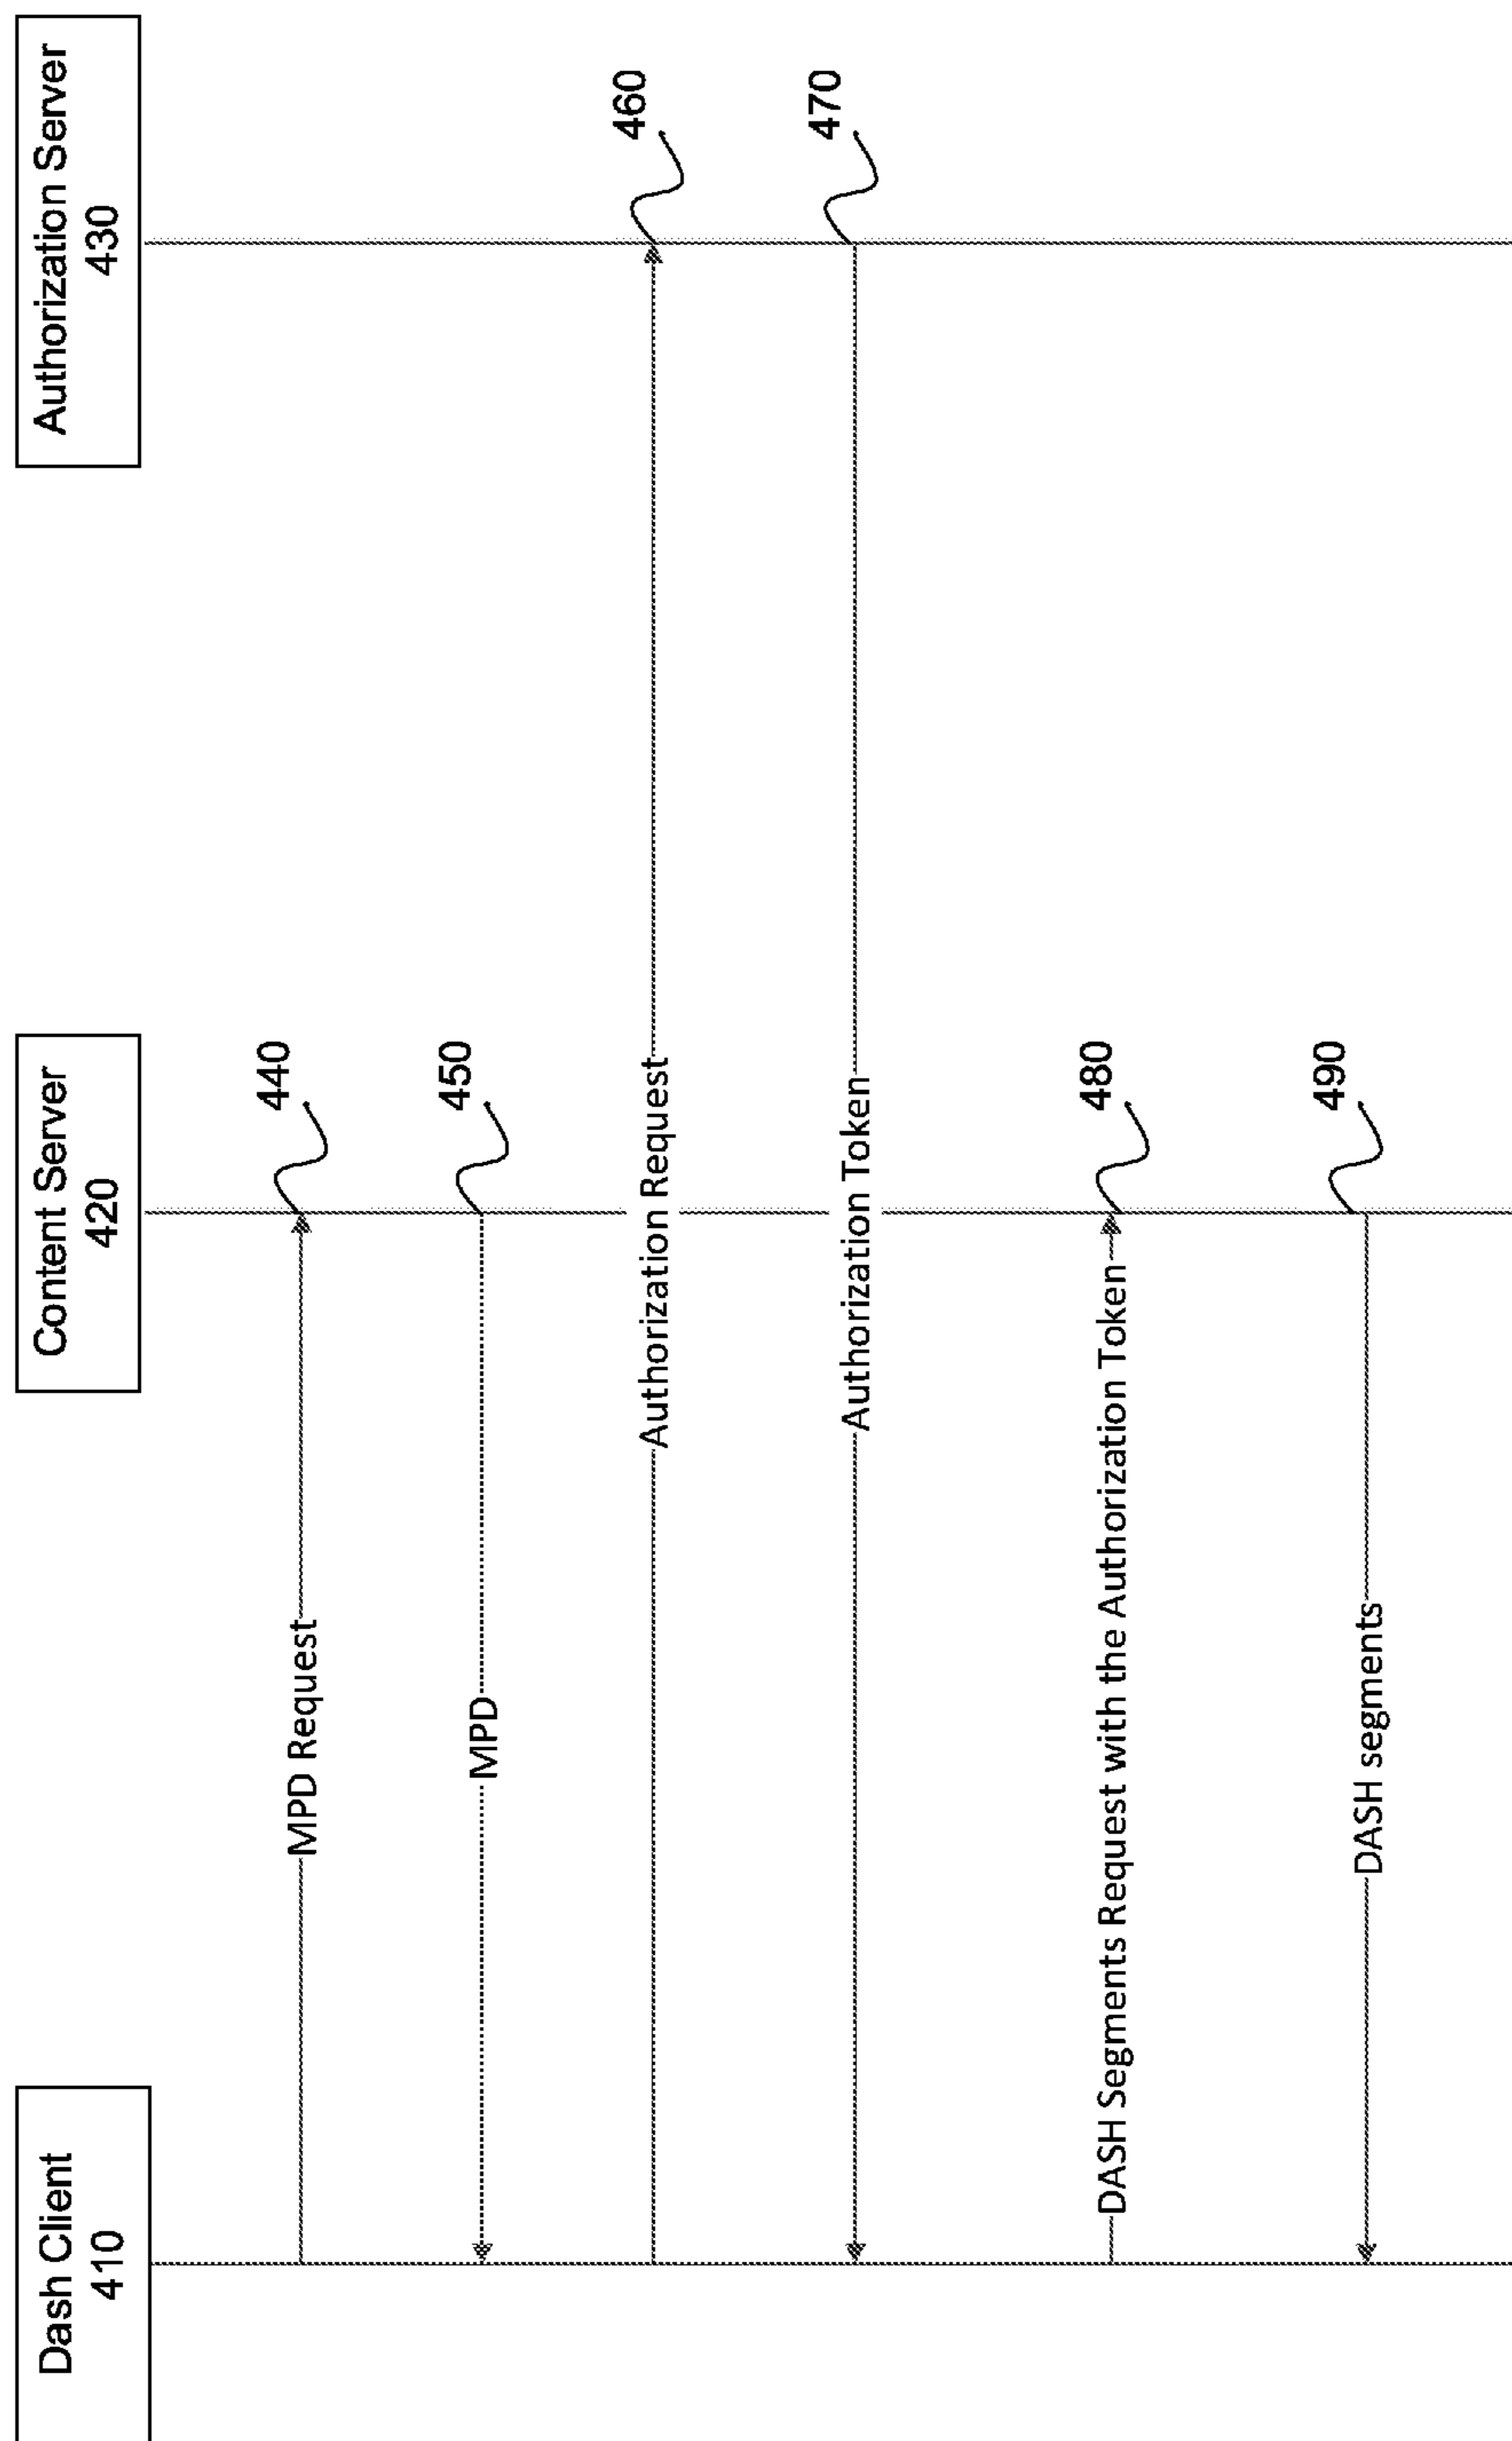 Dash Client
410
Content Server
420
Authorization Server
430
MPD Request
440
MPD
450
Authorization Request
460
Authorization Token
470
DASH Segments Request with the Authorization Token
480
DASH segments
490